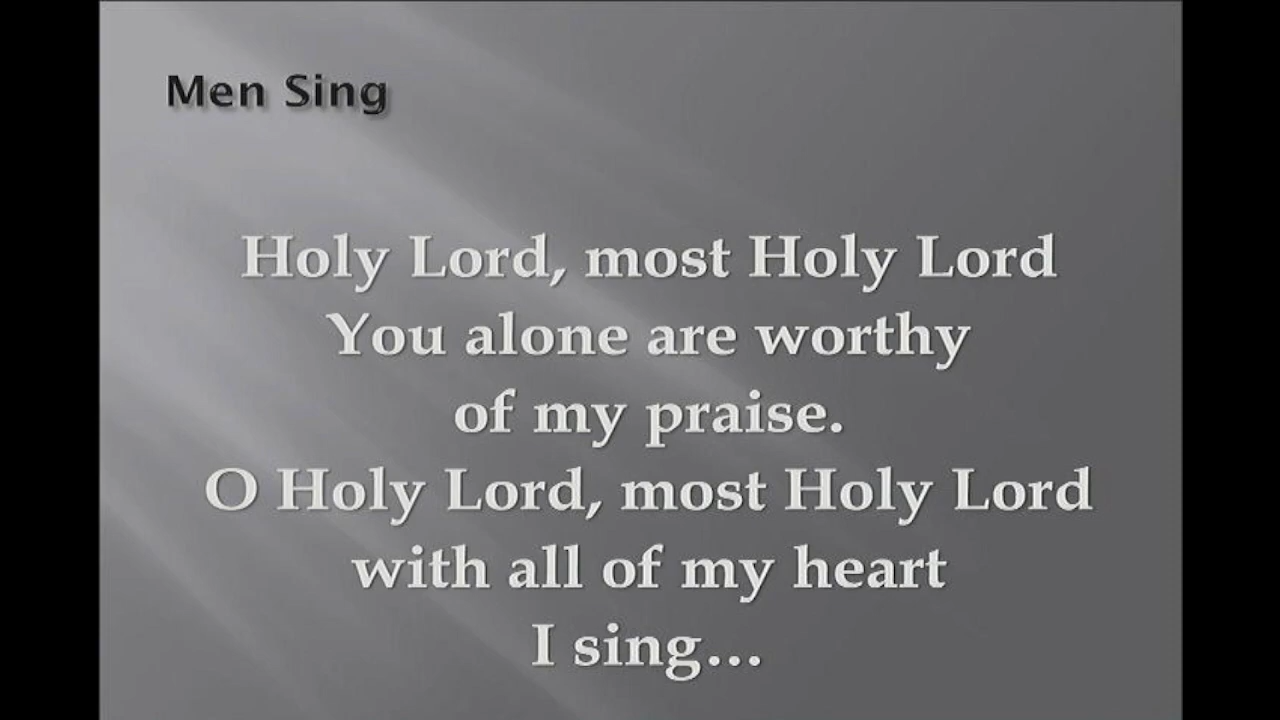 Men Sing
Holy Lord, most Holy Lord
You alone are worthy
of my praise.
O Holy Lord, most Holy Lord
with all of my heart
I sing...